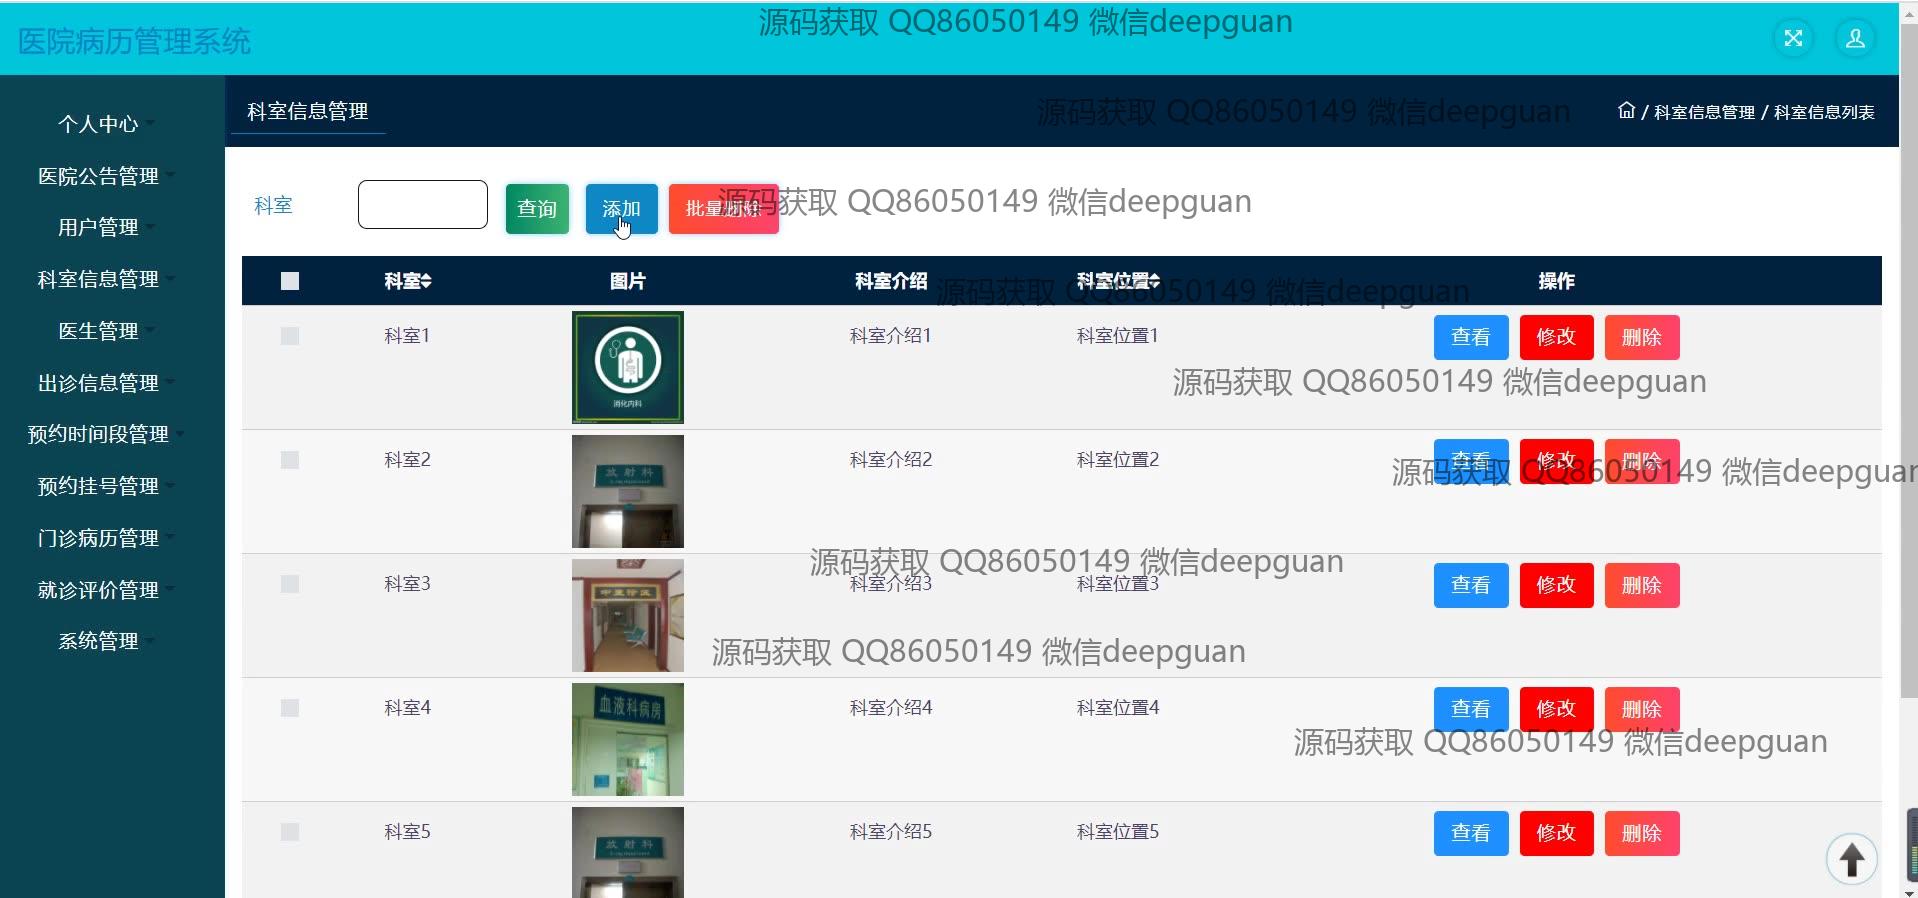 源码获取 QQ86050149 微信deepguan
医院病历管理系统
科室信息管理
源码获取 QQ86050149 微信deepguan
/ 科室信息管理 / 科室信息列表
个人中心
医院公告管理
用户管理
科室信息管理
医生管理
出诊信息管理
预约时间段管理
预约挂号管理
门诊病历管理
就诊评价管理
系统管理
科室
查询
添加
批量删除
源码获取 QQ86050149 微信deepguan
科室 图片 科室介绍 科室位置 操作
源码获取 QQ86050149 微信deepguan
科室1 科室介绍1 科室位置1 查看 修改 删除
消化内科
源码获取 QQ86050149 微信deepguan
科室2 科室介绍2 科室位置2 查看 修改 删除
放射科
源码获取 QQ86050149 微信deepguan
源码获取 QQ86050149 微信deepguan
科室3 科室介绍3 科室位置3 查看 修改 删除
源码获取 QQ86050149 微信deepguan
科室4 科室介绍4 科室位置4 查看 修改 删除
血液科病房
源码获取 QQ86050149 微信deepguan
科室5 科室介绍5 科室位置5 查看 修改 删除
放射科